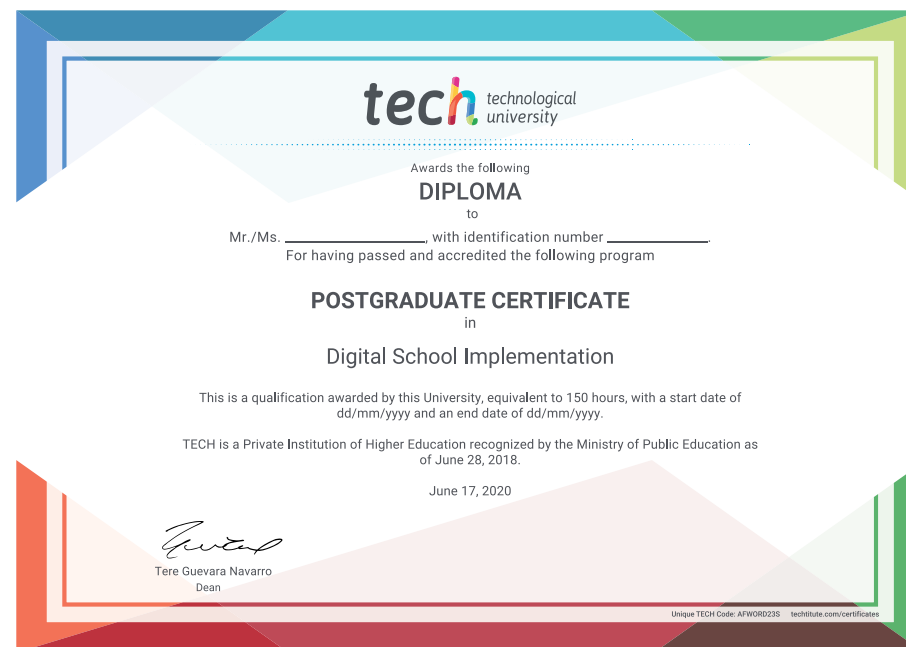 tech technological
university
Awards the following
DIPLOMA
to
Mr./Ms. ____________________, with identification number ______________.
For having passed and accredited the following program
POSTGRADUATE CERTIFICATE
in
Digital School Implementation
This is a qualification awarded by this University, equivalent to 150 hours, with a start date of
dd/mm/yyyy and an end date of dd/mm/yyyy.
TECH is a Private Institution of Higher Education recognized by the Ministry of Public Education as
of June 28, 2018.
June 17, 2020
Tere Guevara Navarro
Dean
Unique TECH Code: AFWORD23S techtitute.com/certificates